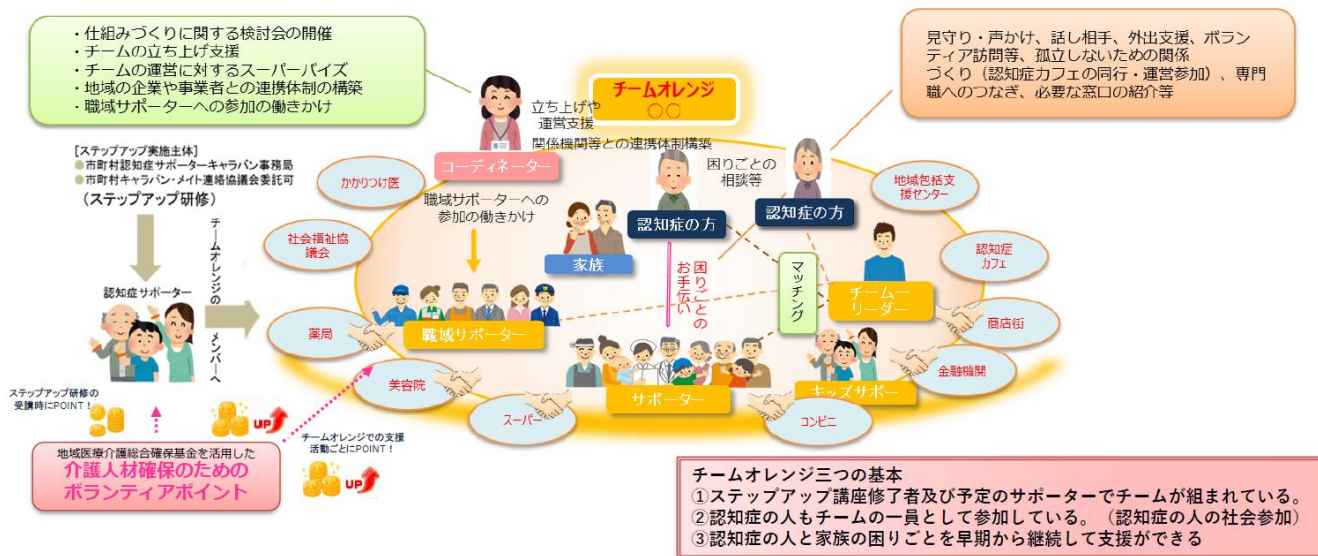 ・仕組みづくりに関する検討会の開催
・チームの立ち上げ支援
・チームの運営に対するスーパーバイズ
・地域の企業や事業者との連携体制の構築
・職域サポーターへの参加の働きかけ
見守り・声かけ、話し相手、外出支援、ボラン
ティア訪問等、孤立しないための関係
づくり（認知症カフェの同行・運営参加）、専門
職へのつなぎ、必要な窓口の紹介等
チームオレンジ
○○
立ち上げや
運営支援
関係機関等との連携体制構築
コーディネーター
困りごとの
相談等
[ステップアップ実施主体]
●市町村認知症サポーターキャラバン事務局
●市町村キャラバン・メイト連絡協議会委託可
（ステップアップ研修）
かかりつけ医
地域包括支
援センター
職域サポーターへの
参加の働きかけ
認知症の方
認知症の方
社会福祉協
議会
家族
認知症
カフェ
チームオレンジの
メンバーへ
認知症サポーター
困りごとの
お手伝い
マッチング
チームー
リーダー
薬局
職域サポーター
商店街
美容院
サポーター
キッズサポー
金融機関
スーパー
コンビニ
ステップアップ研修の
受講時にPOINT！
UP
チームオレンジでの支援
活動ごとにPOINT！
UP
地域医療介護総合確保基金を活用した
介護人材確保のための
ボランティアポイント
チームオレンジ三つの基本
①ステップアップ講座修了者及び予定のサポーターでチームが組まれている。
②認知症の人もチームの一員として参加している。（認知症の人の社会参加）
③認知症の人と家族の困りごとを早期から継続して支援ができる